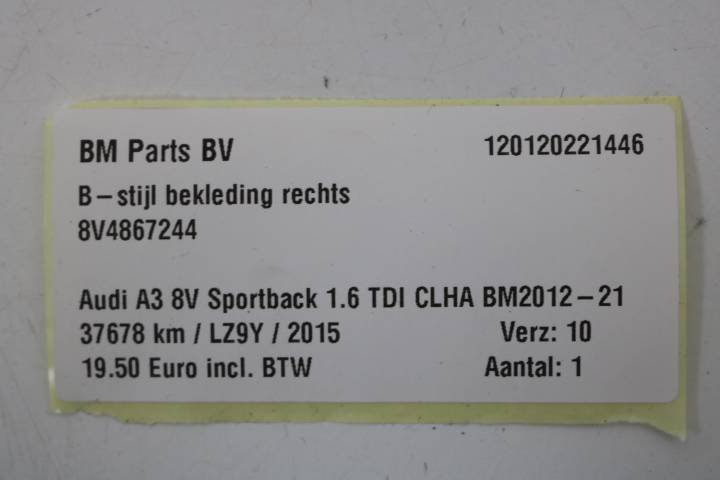 BM Parts BV 120120221446
B-stijl bekleding rechts
8V4867244
Audi A3 8V Sportback 1.6 TDI CLHA BM2012-21
37678 km / LZ9Y / 2015 Verz: 10
19.50 Euro incl. BTW Aantal: 1